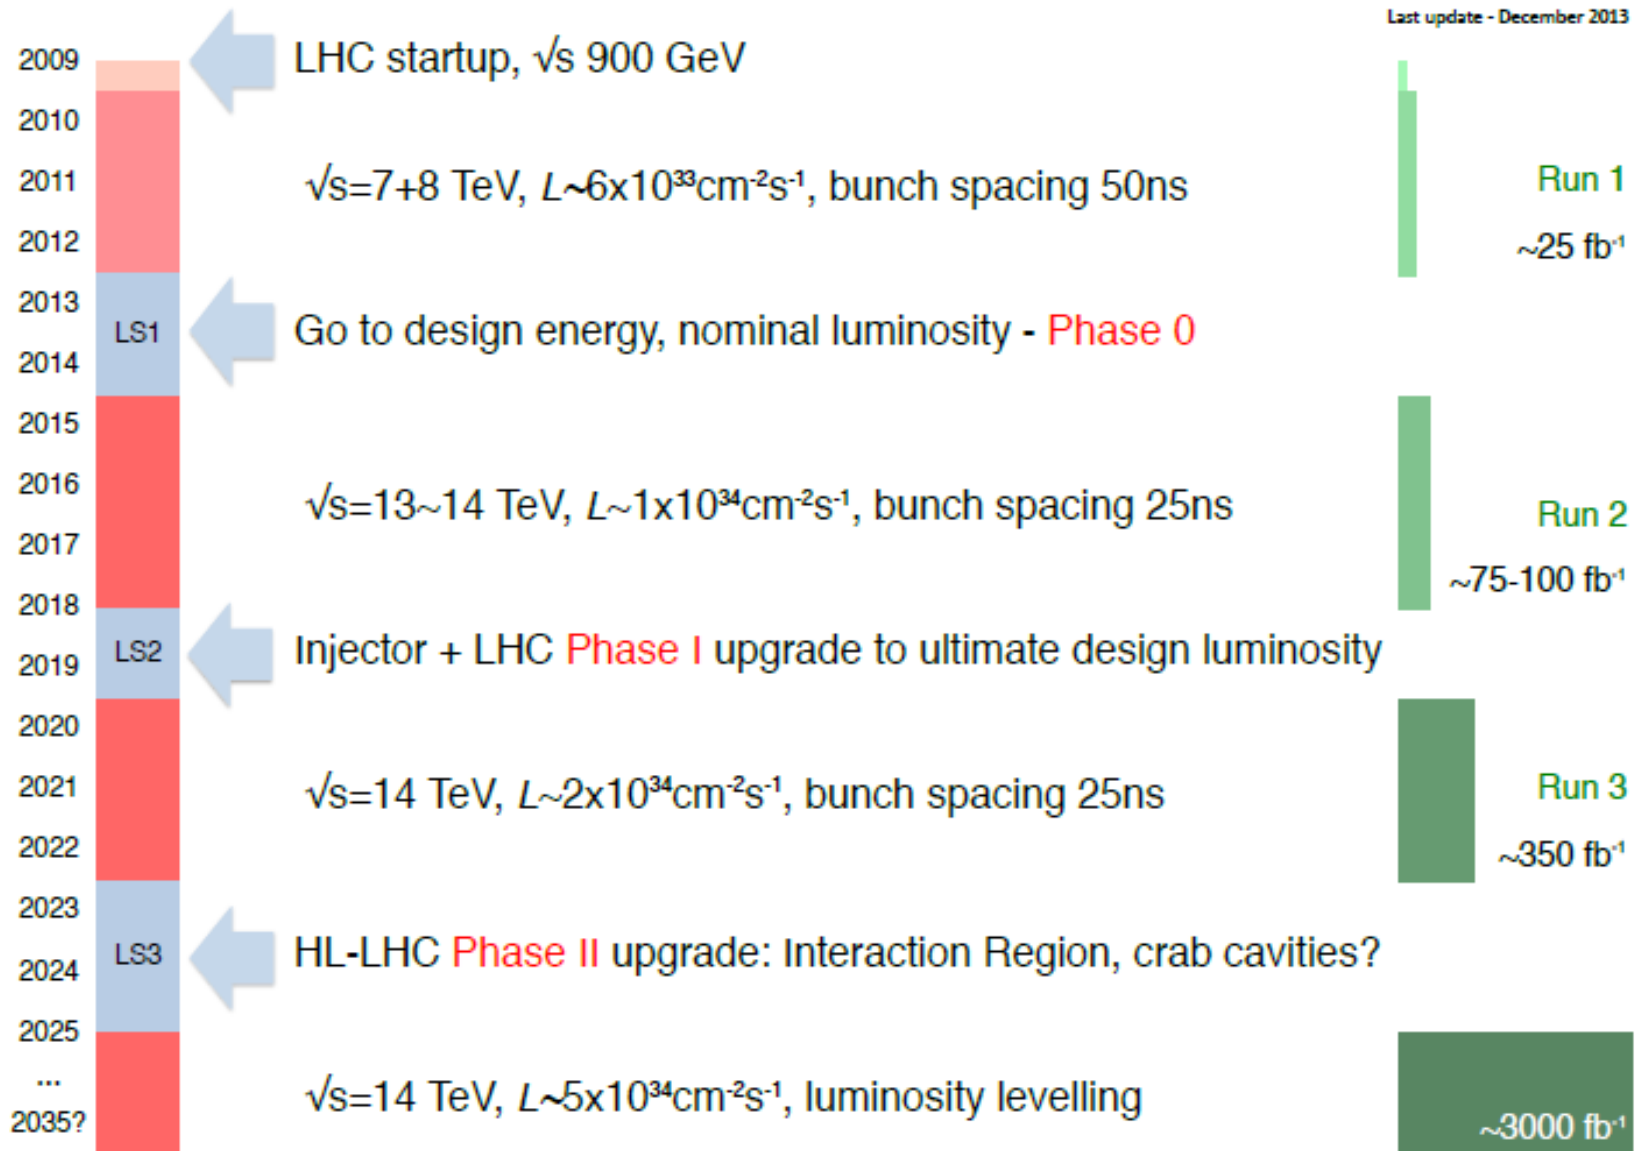 Last update - December 2013
2009
LHC startup, √s 900 GeV
2010
2011
√s=7+8 TeV, L~6x10³³cm⁻²s⁻¹, bunch spacing 50ns
Run 1
2012
~25 fb⁻¹
2013
LS1
Go to design energy, nominal luminosity - Phase 0
2014
2015
2016
√s=13~14 TeV, L~1x10³⁴cm⁻²s⁻¹, bunch spacing 25ns
Run 2
2017
~75-100 fb⁻¹
2018
LS2
Injector + LHC Phase I upgrade to ultimate design luminosity
2019
2020
2021
√s=14 TeV, L~2x10³⁴cm⁻²s⁻¹, bunch spacing 25ns
Run 3
2022
~350 fb⁻¹
2023
LS3
HL-LHC Phase II upgrade: Interaction Region, crab cavities?
2024
2025
...
√s=14 TeV, L~5x10³⁴cm⁻²s⁻¹, luminosity levelling
2035?
~3000 fb⁻¹